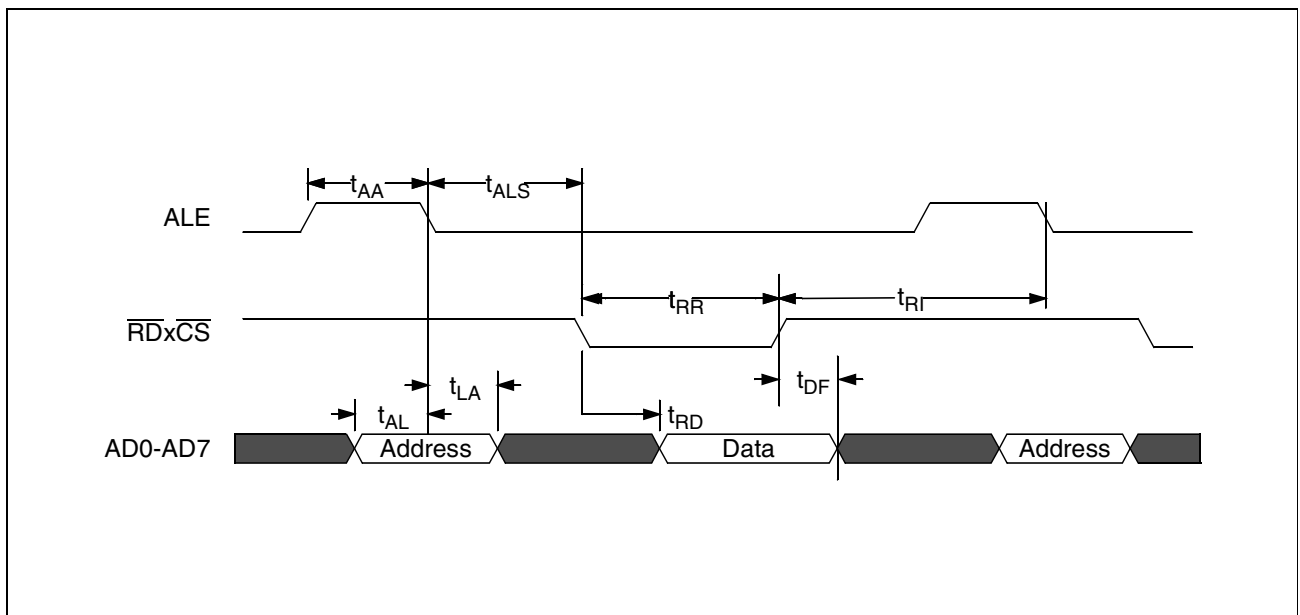 tAA
tALS
ALE
tRR
tRI
RDxCS
tLA
tDF
tAL
tRD
AD0-AD7
Address
Data
Address